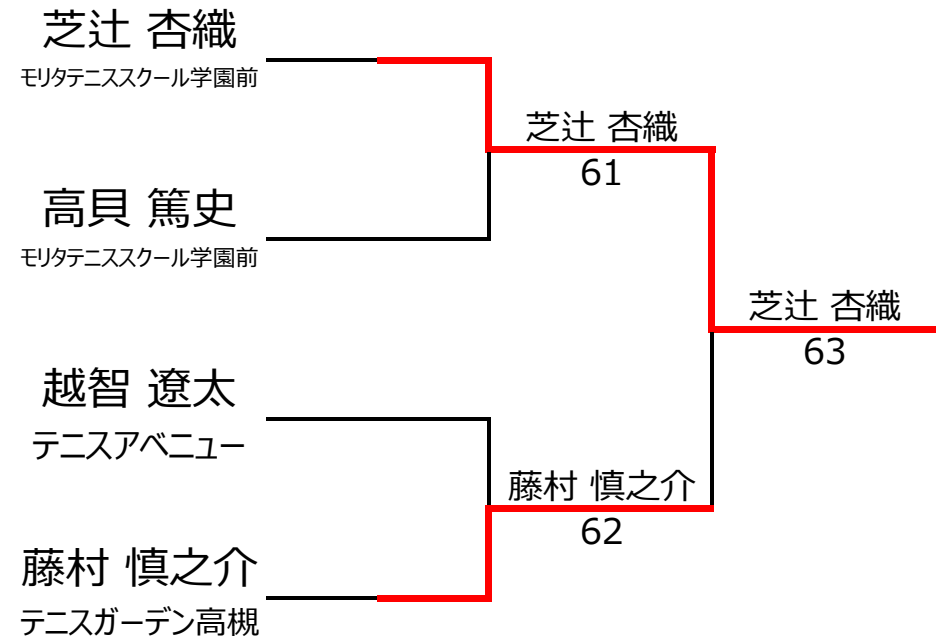 芝辻 杏織
モリタテニススクール学園前
芝辻 杏織
61
高貝 篤史
モリタテニススクール学園前
芝辻 杏織
63
越智 遼太
テニスアベニュー
藤村 慎之介
62
藤村 慎之介
テニスガーデン高槻